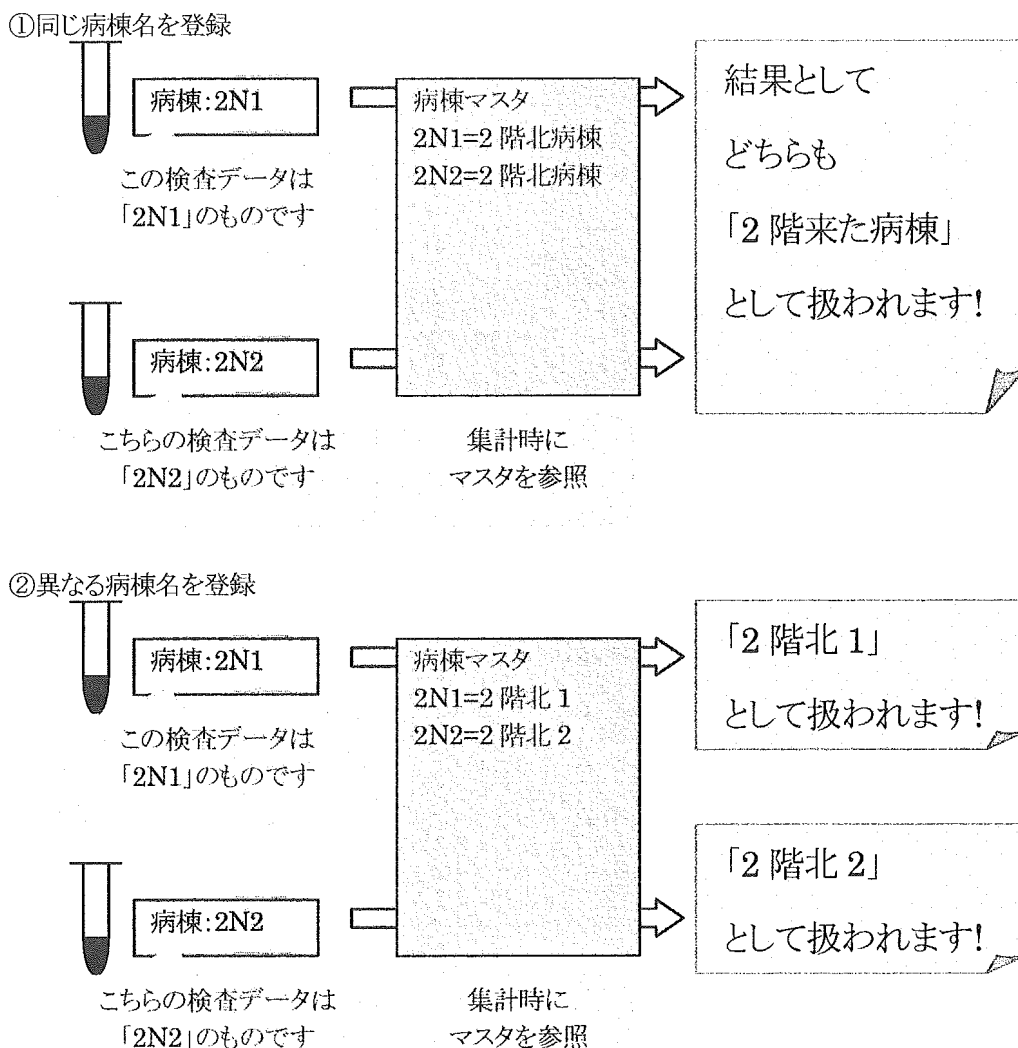 ①同じ病棟名を登録
病棟:2N1
この検査データは
「2N1」のものです
病棟マスタ
2N1=2 階北病棟
2N2=2 階北病棟
結果として
どちらも
「2 階来た病棟」
として扱われます!
病棟:2N2
こちらの検査データは
「2N2」のものです
集計時に
マスタを参照
②異なる病棟名を登録
病棟:2N1
この検査データは
「2N1」のものです
病棟マスタ
2N1=2 階北 1
2N2=2 階北 2
「2 階北 1」
として扱われます!
病棟:2N2
こちらの検査データは
「2N2」のものです
集計時に
マスタを参照
「2 階北 2」
として扱われます!